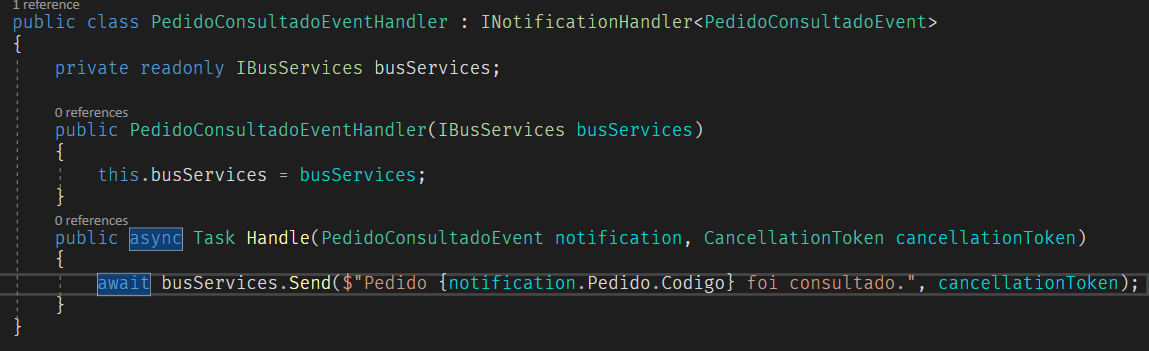 1 reference
public class PedidoConsultadoEventHandler : INotificationHandler<PedidoConsultadoEvent>
{
private readonly IBusServices busServices;
0 references
public PedidoConsultadoEventHandler(IBusServices busServices)
{
this.busServices = busServices;
}
0 references
public async Task Handle(PedidoConsultadoEvent notification, CancellationToken cancellationToken)
{
await busServices.Send($"Pedido {notification.Pedido.Codigo} foi consultado.", cancellationToken);
}
}